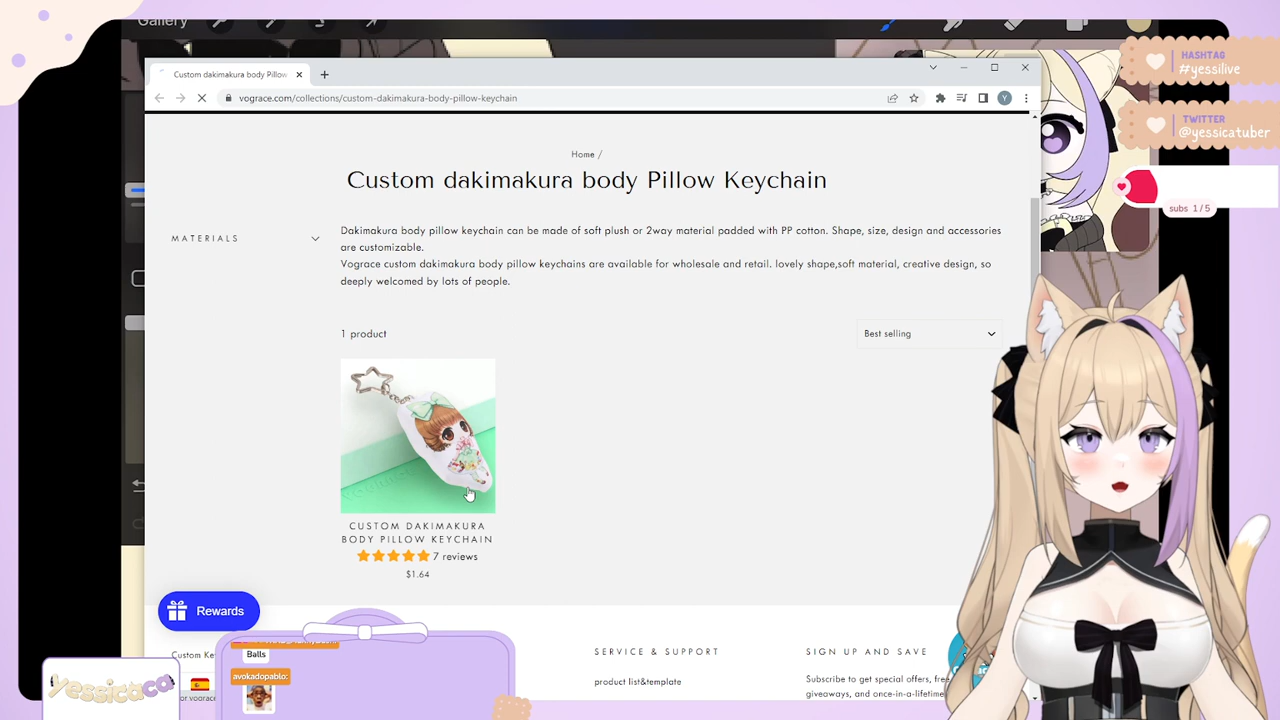 Gallery
Custom dakimakura body Pillow
vograce.com/collections/custom-dakimakura-body-pillow-keychain
Y
HASHTAG
#yessilive
TWITTER
@yessicatuber
subs 1/5
Home /
Custom dakimakura body Pillow Keychain
MATERIALS
Dakimakura body pillow keychain can be made of soft plush or 2way material padded with PP cotton. Shape, size, design and accessories
are customizable.
Vograce custom dakimakura body pillow keychains are available for wholesale and retail. lovely shape,soft material, creative design, so
deeply welcomed by lots of people.
1 product
Best selling
CUSTOM DAKIMAKURA
BODY PILLOW KEYCHAIN
7 reviews
$1.64
Rewards
Custom Ke
SERVICE & SUPPORT
SIGN UP AND SAVE
product list&template
Subscribe to get special offers, free
giveaways, and once-in-a-lifetime
Balls
avokadopablo:
yessicaco